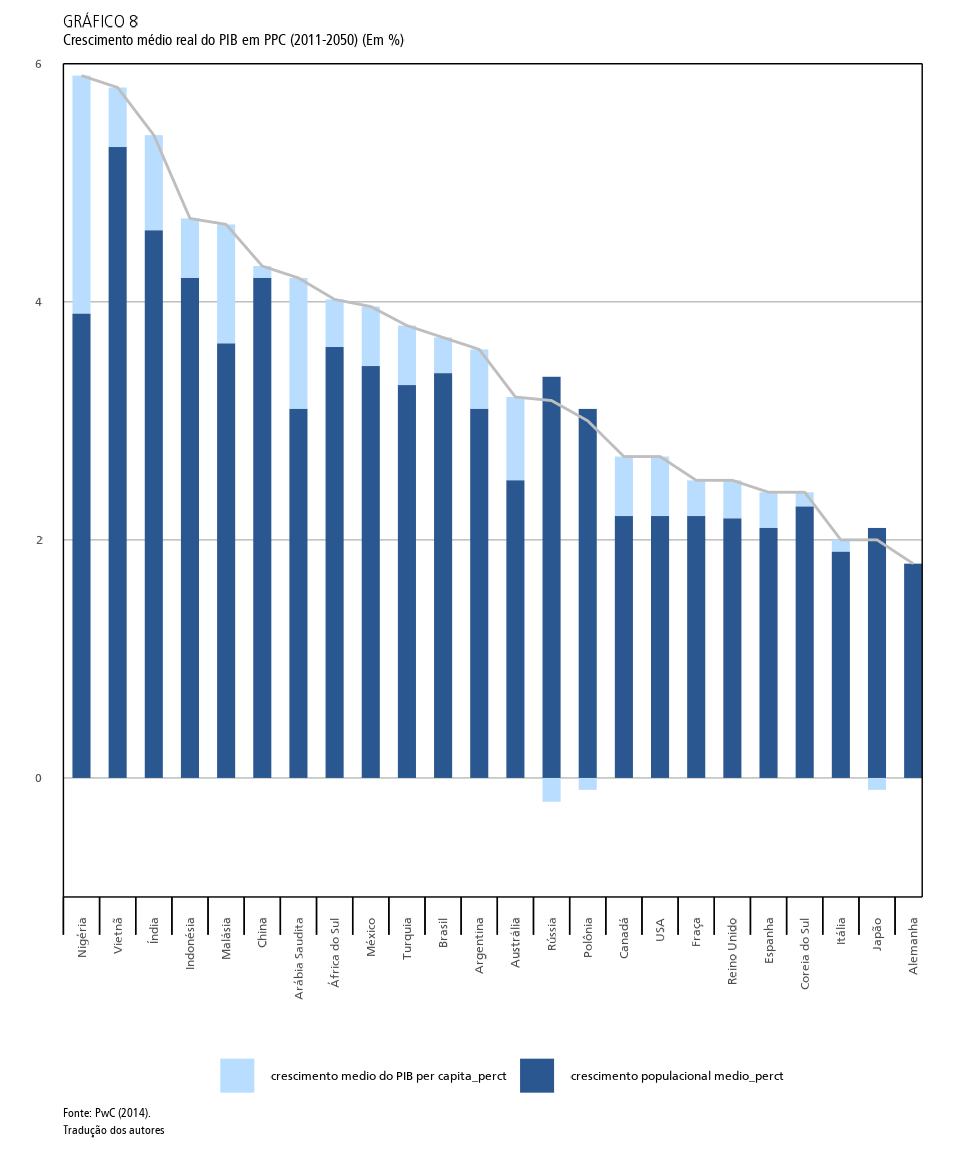 GRÁFICO 8
Crescimento médio real do PIB em PPC (2011-2050) (Em %)
6
4
2
0
Nigéria
Vietnã
Índia
Indonésia
Malásia
China
Arábia Saudita
África do Sul
México
Turquia
Brasil
Argentina
Austrália
Rússia
Polônia
Canadá
USA
Fraça
Reino Unido
Espanha
Coreia do Sul
Itália
Japão
Alemanha
crescimento medio do PIB per capita_perct
crescimento populacional medio_perct
Fonte: PwC (2014).
Tradução dos autores